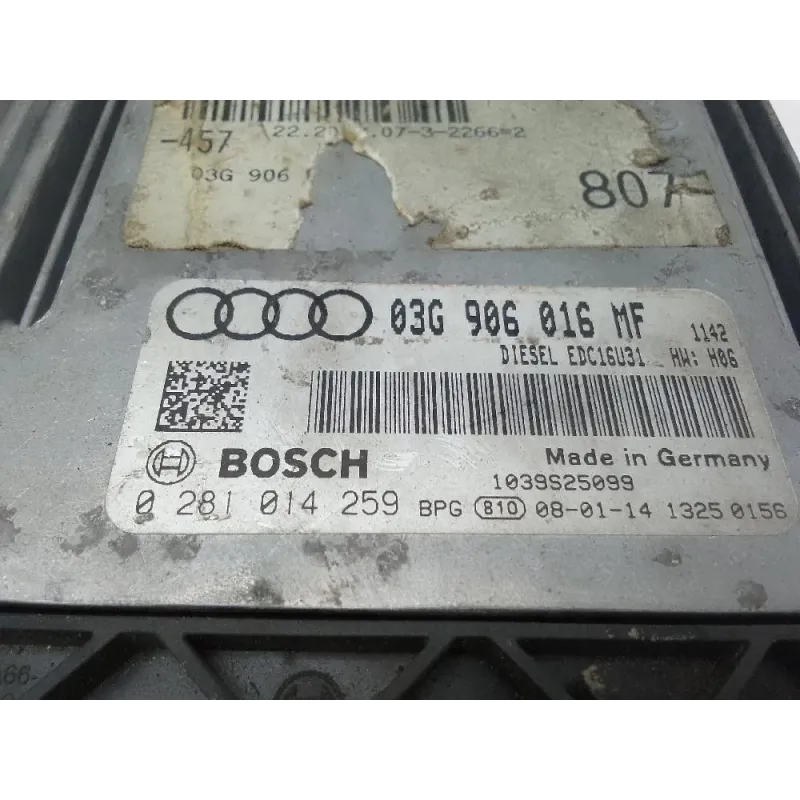 -457
807
03G 906
03G 906 016 MF 1142
DIESEL EDC16U31 HW: H06
BOSCH
Made in Germany
1039S25099
0 281 014 259 BPG 810 08-01-14 1325 0156